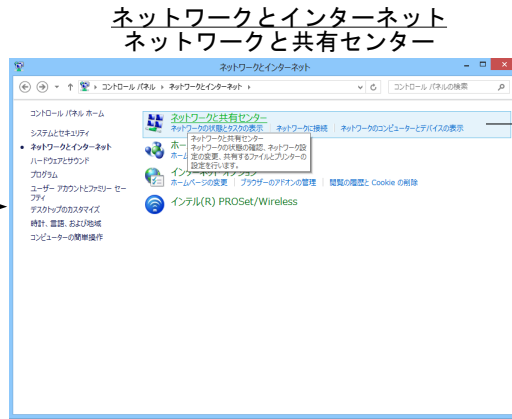 ネットワークとインターネット
ネットワークと共有センター
ネットワークとインターネット
コントロール パネル ネットワークとインターネット
コントロール パネルの検索
コントロール パネル ホーム
システムとセキュリティ
ネットワークとインターネット
ハードウェアとサウンド
プログラム
ユーザー アカウントとファミリー セー
フティ
デスクトップのカスタマイズ
時計、言語、および地域
コンピューターの簡単操作
ネットワークと共有センター
ネットワークの状態とタスクの表示 ネットワークに接続 ネットワークのコンピューターとデバイスの表示
ホー
ホーム
ネットワークと共有センター
ネットワークの状態の確認、ネットワーク設
定の変更、共有するファイルとプリンターの
設定を行います。
インターネット オプション
ホームページの変更 ブラウザーのアドオンの管理 閲覧の履歴と Cookie の削除
インテル(R) PROSet/Wireless